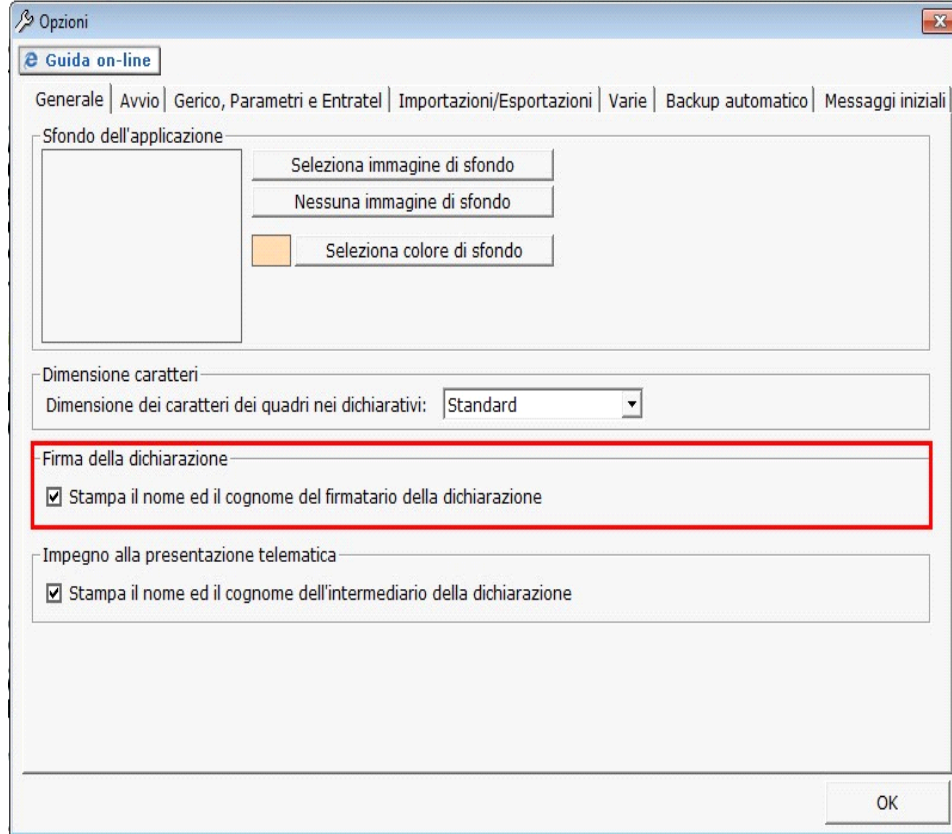 Opzioni
Guida on-line
Generale Avvio Gerico, Parametri e Entratel Importazioni/Esportazioni Varie Backup automatico Messaggi iniziali
Sfondo dell'applicazione
Seleziona immagine di sfondo
Nessuna immagine di sfondo
Seleziona colore di sfondo
Dimensione caratteri
Dimensione dei caratteri dei quadri nei dichiarativi: Standard
Firma della dichiarazione
Stampa il nome ed il cognome del firmatario della dichiarazione
Impegno alla presentazione telematica
Stampa il nome ed il cognome dell'intermediario della dichiarazione
OK